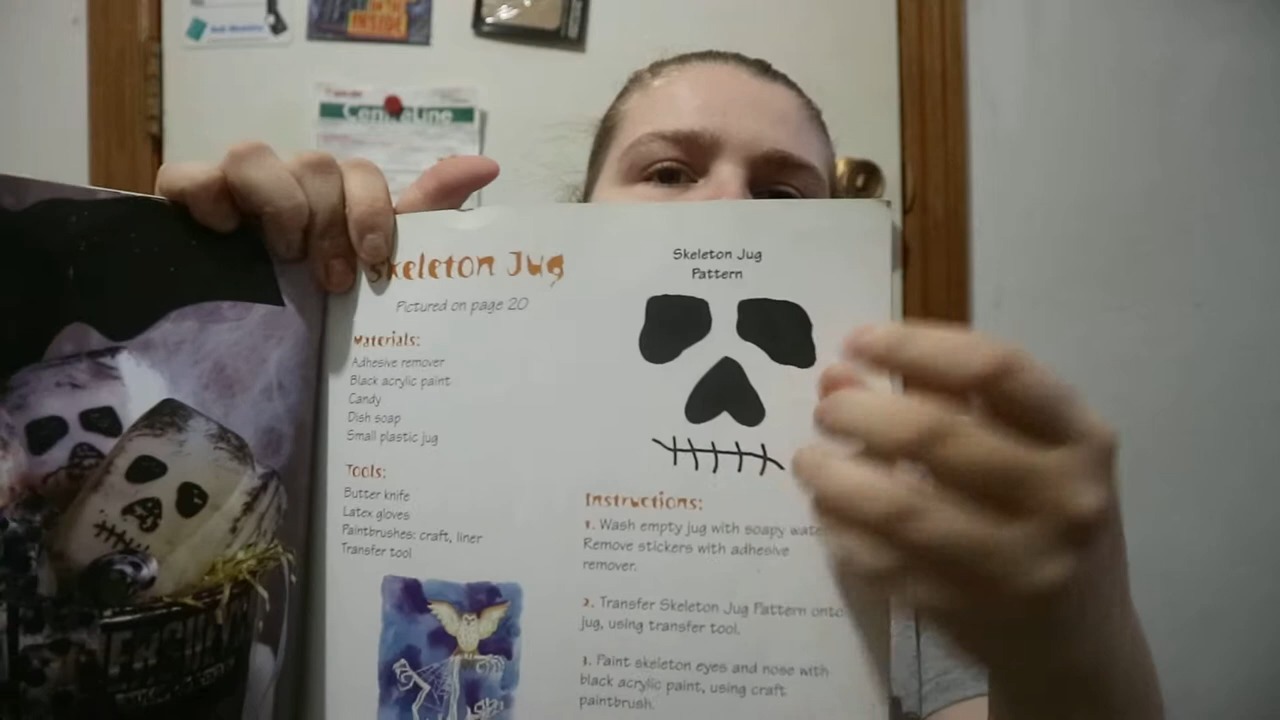 INSIDE
CentreLine
Skeleton Jug
Pictured on page 20
Materials:
Adhesive remover
Black acrylic paint
Candy
Dish soap
Small plastic jug
Tools:
Butter knife
Latex gloves
Paintbrushes: craft, liner
Transfer tool
Skeleton Jug
Pattern
Instructions:
1. Wash empty jug with soapy
Remove stickers with adhesive
remover.
2. Transfer Skeleton Jug Pattern onto
jug, using transfer tool.
3. Paint skeleton eyes and nose with
black acrylic paint, using craft
paintbrush.